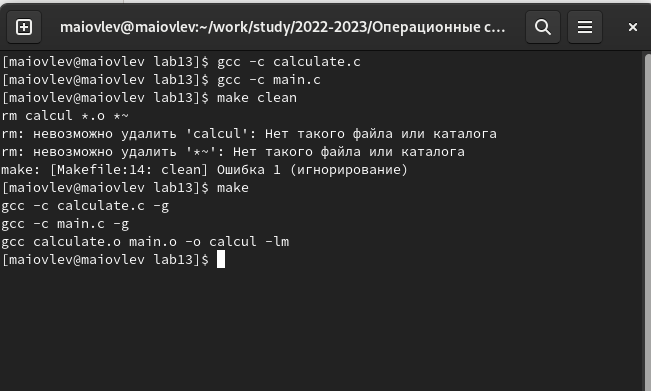 maiovlev@maiovlev:~/work/study/2022-2023/Операционные с...
[maiovlev@maiovlev lab13]$ gcc -c calculate.c
[maiovlev@maiovlev lab13]$ gcc -c main.c
[maiovlev@maiovlev lab13]$ make clean
rm calcul *.o *~
rm: невозможно удалить 'calcul': Нет такого файла или каталога
rm: невозможно удалить '*~': Нет такого файла или каталога
make: [Makefile:14: clean] Ошибка 1 (игнорирование)
[maiovlev@maiovlev lab13]$ make
gcc -c calculate.c -g
gcc -c main.c -g
gcc calculate.o main.o -o calcul -lm
[maiovlev@maiovlev lab13]$